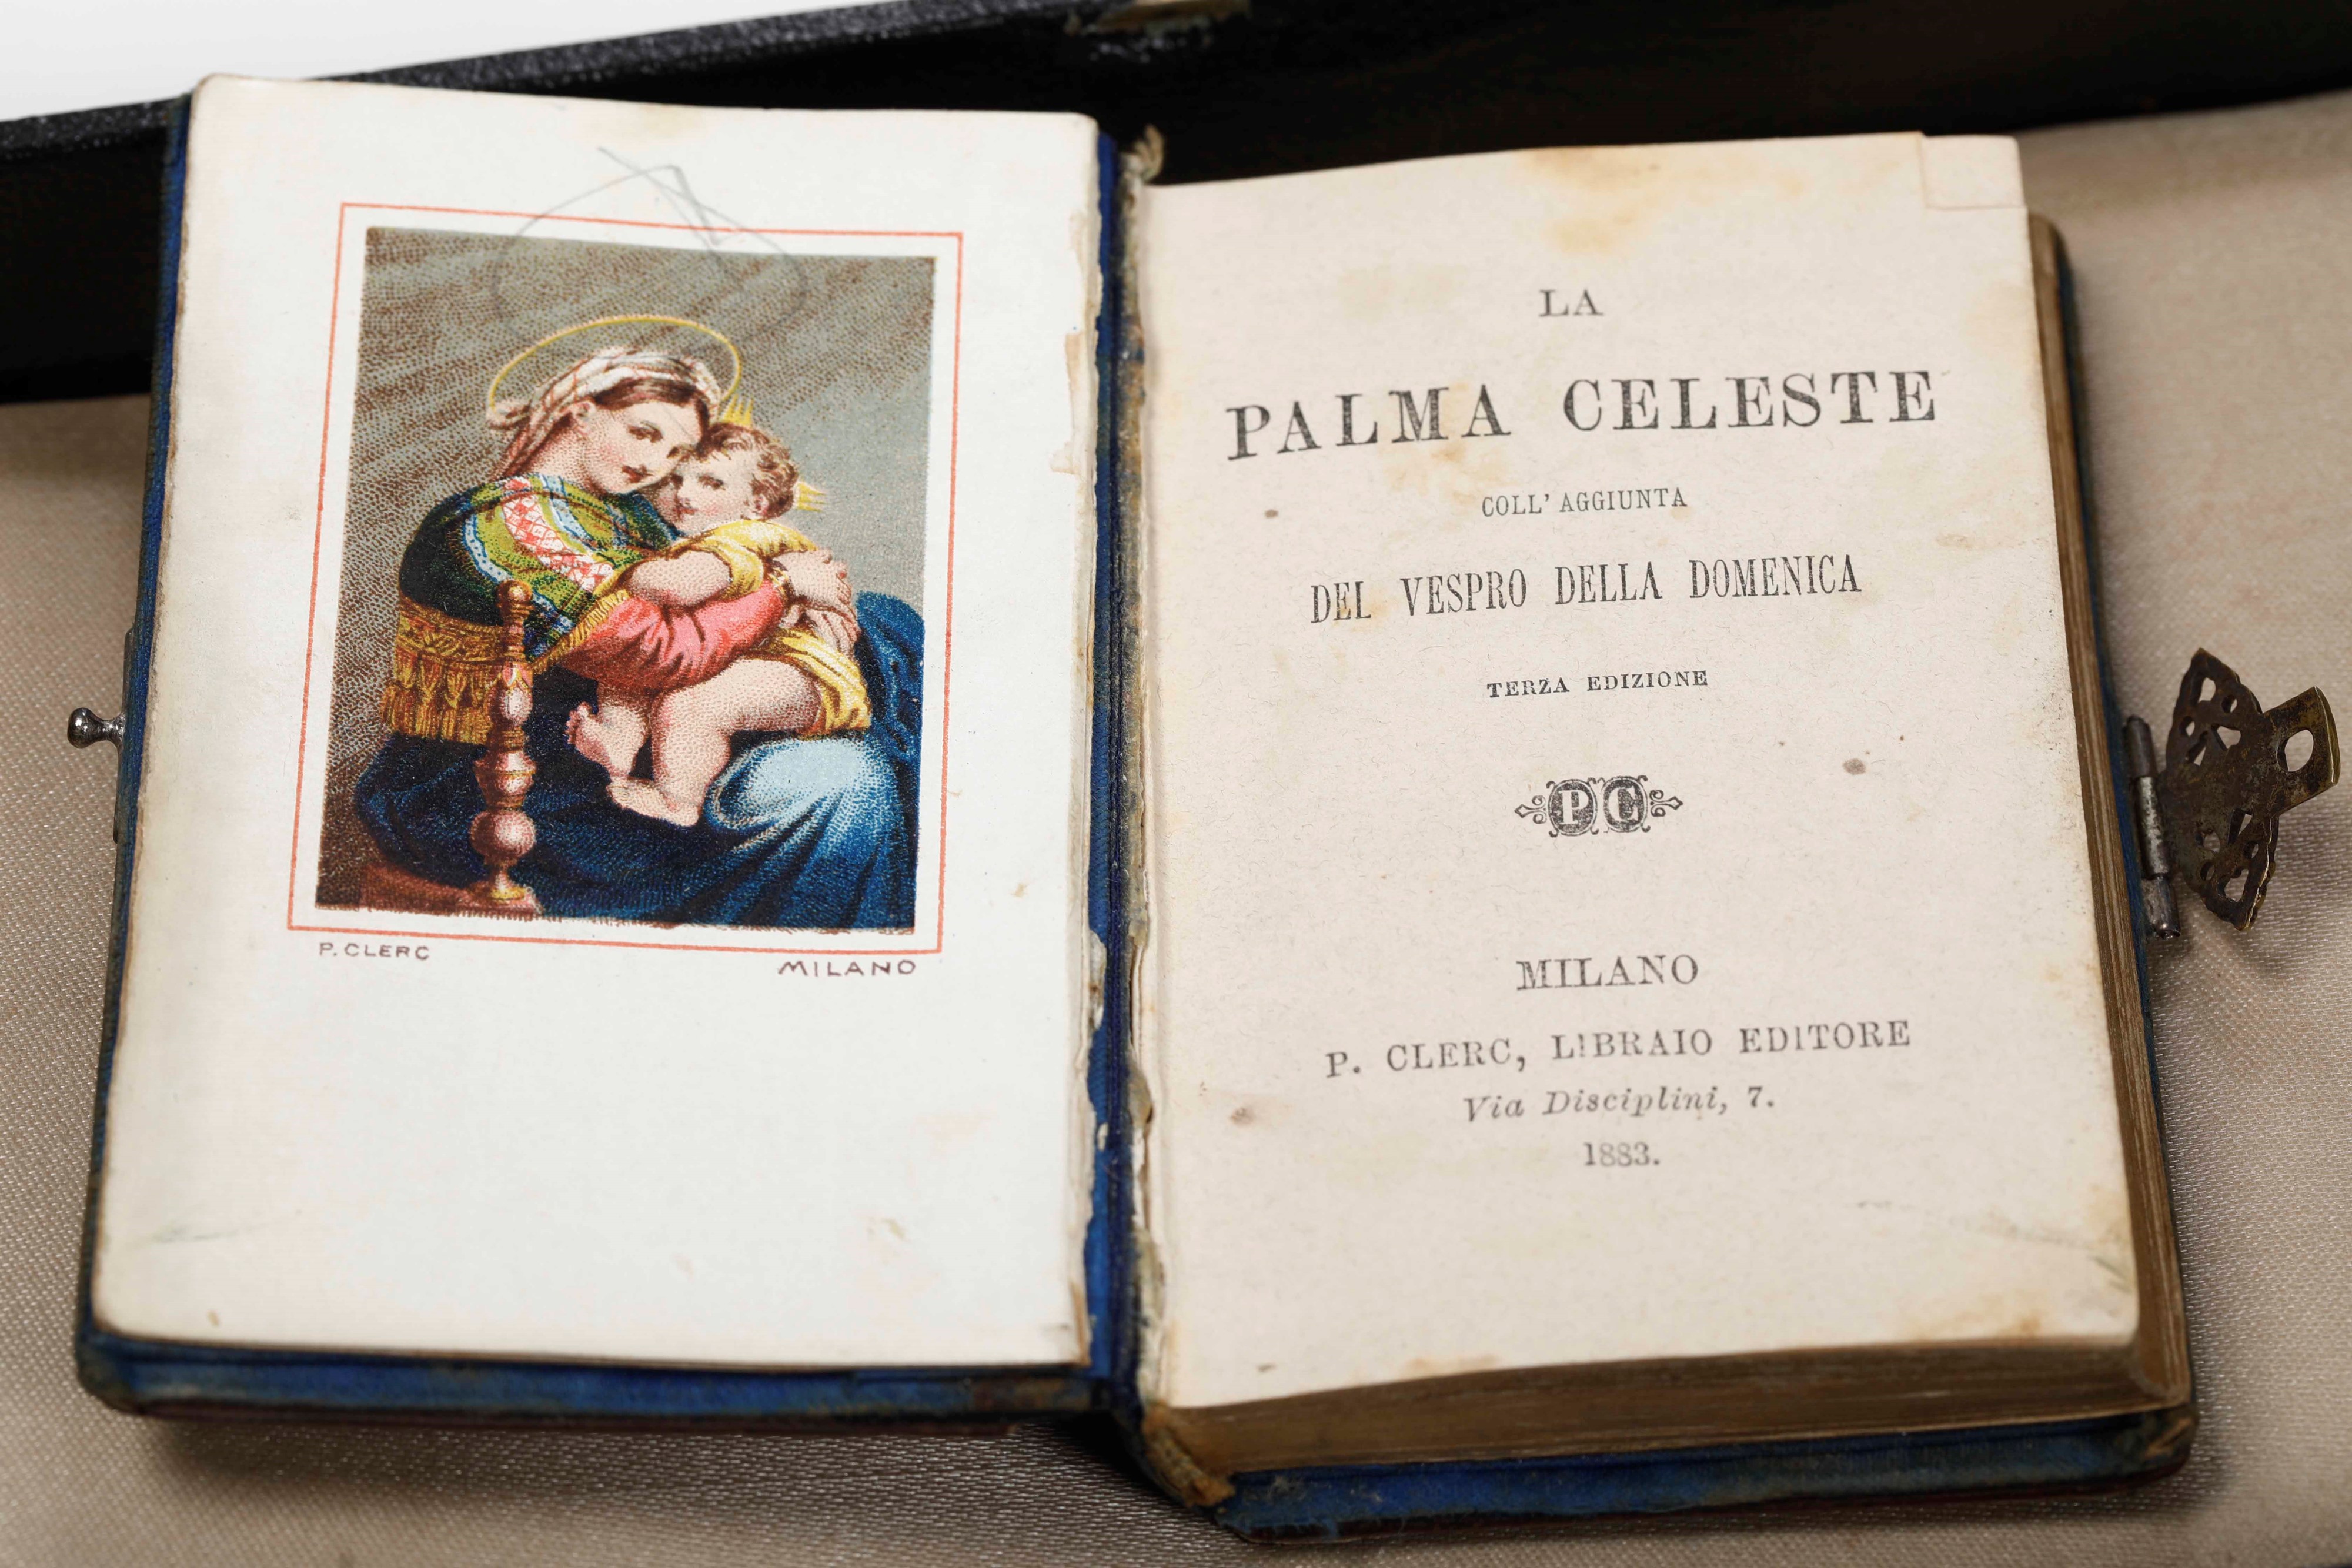 P. CLERC
MILANO
LA
PALMA CELESTE
COLL' AGGIUNTA
DEL VESPRO DELLA DOMENICA
TERZA EDIZIONE
PC
MILANO
P. CLERC, LIBRAIO EDITORE
Via Disciplini, 7.
1883.